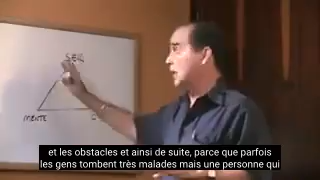 SER
MENTE
et les obstacles et ainsi de suite, parce que parfois
les gens tombent très malades mais une personne qui